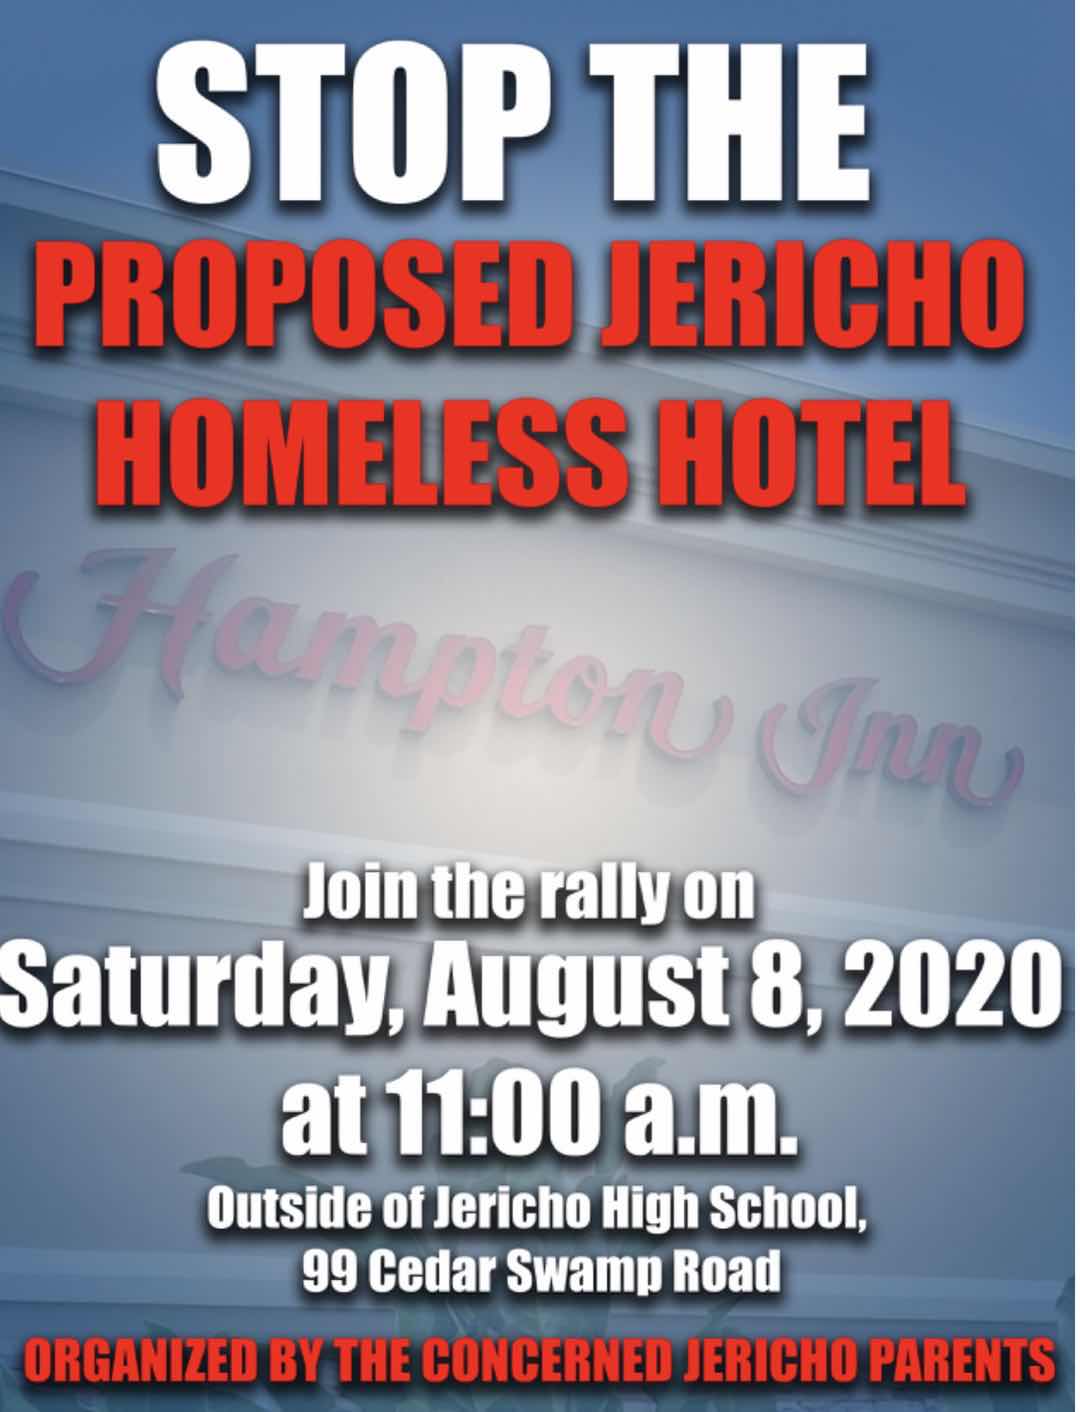 STOP THE
PROPOSED JERICHO
HOMELESS HOTEL
Hampton Inn
Join the rally on
Saturday, August 8, 2020
at 11:00 a.m.
Outside of Jericho High School,
99 Cedar Swamp Road
ORGANIZED BY THE CONCERNED JERICHO PARENTS